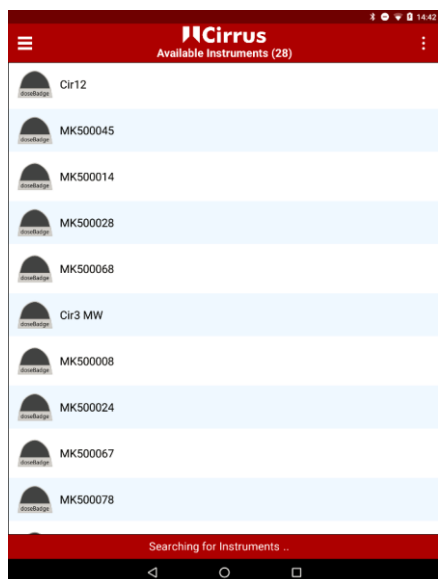 14:42
Cirrus
Available Instruments (28)
Cir12
doseBadge
MK500045
doseBadge
MK500014
doseBadge
MK500028
doseBadge
MK500068
doseBadge
Cir3 MW
doseBadge
MK500008
doseBadge
MK500024
doseBadge
MK500067
doseBadge
MK500078
doseBadge
Searching for Instruments ..